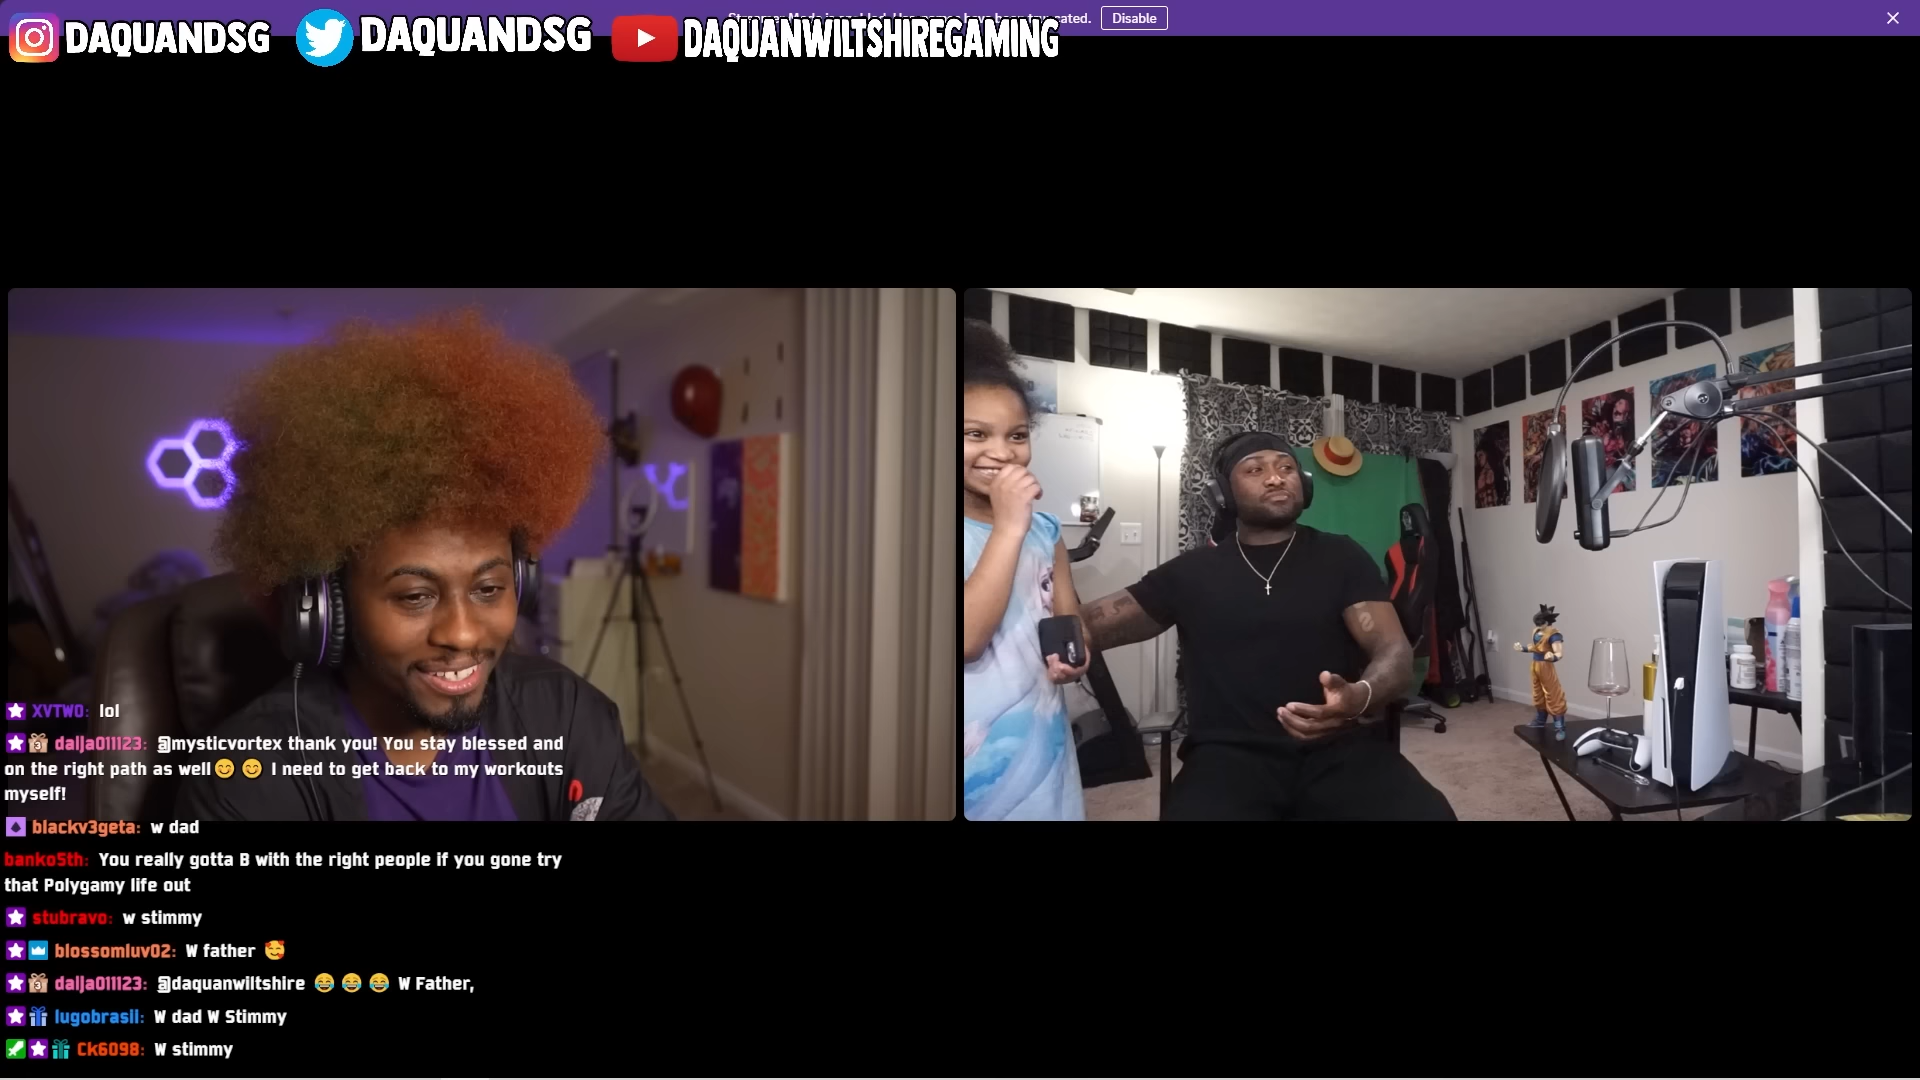 DAQUANDSG DAQUANDSG DAQUANWILTSHIREGAMING
Disable
XVTWO: lol
daija011123: @mysticvortex thank you! You stay blessed and
on the right path as well😊 😊 I need to get back to my workouts
myself!
blackv3geta: w dad
banko5th: You really gotta B with the right people if you gone try
that Polygamy life out
stubravo: w stimmy
blossomluv02: W father 🥰
daija011123: @daquanwiltshire 😂 😂 😂 W Father,
lugobrasil: W dad W Stimmy
Ck6098: W stimmy